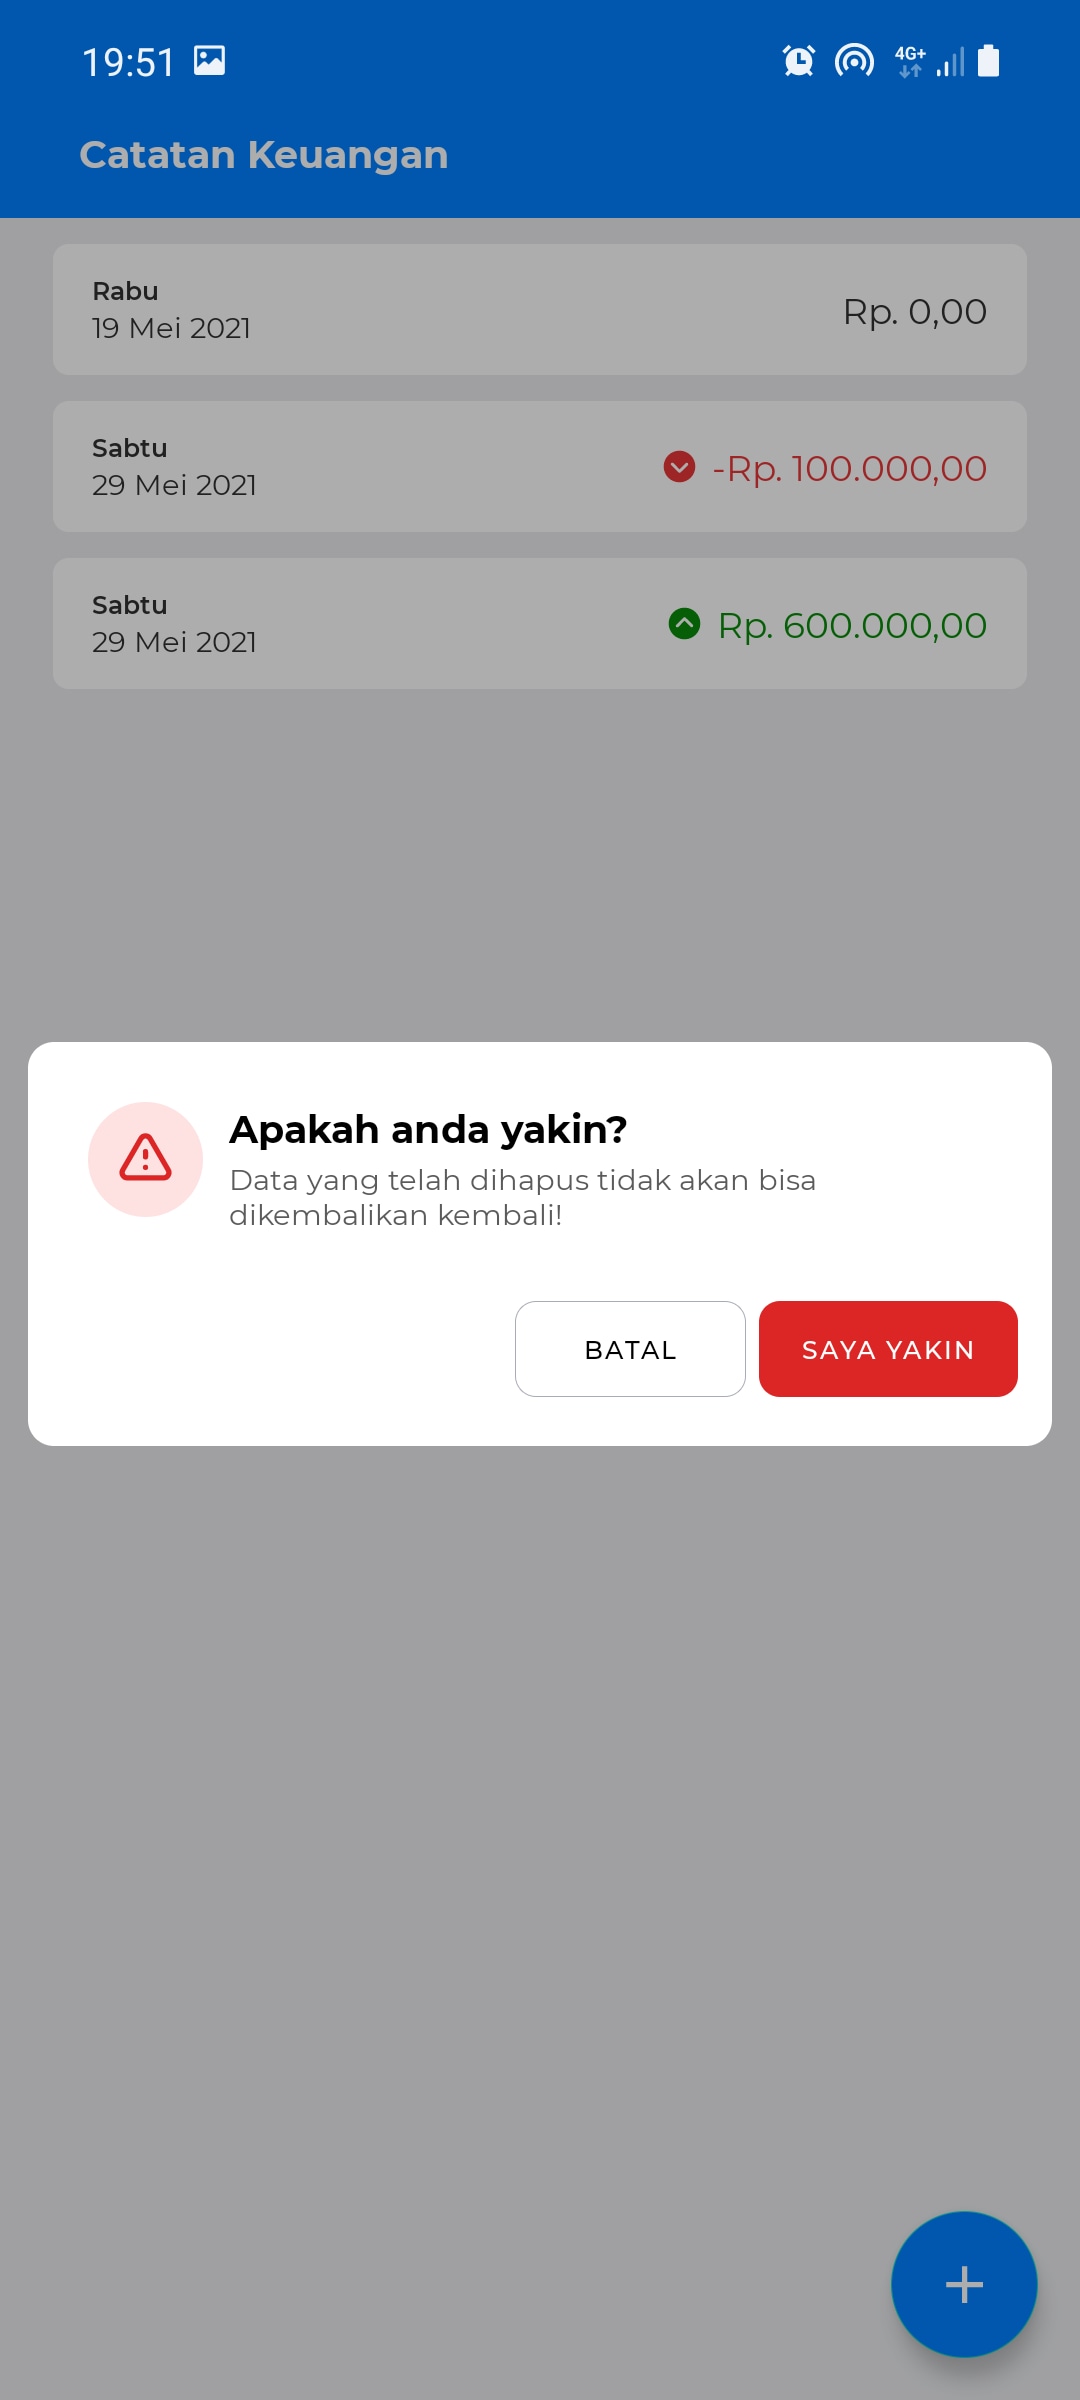 19:51
4G+
Catatan Keuangan
Rabu
19 Mei 2021
Rp. 0,00
Sabtu
29 Mei 2021
-Rp. 100.000,00
Sabtu
29 Mei 2021
Rp. 600.000,00
Apakah anda yakin?
Data yang telah dihapus tidak akan bisa
dikembalikan kembali!
BATAL
SAYA YAKIN